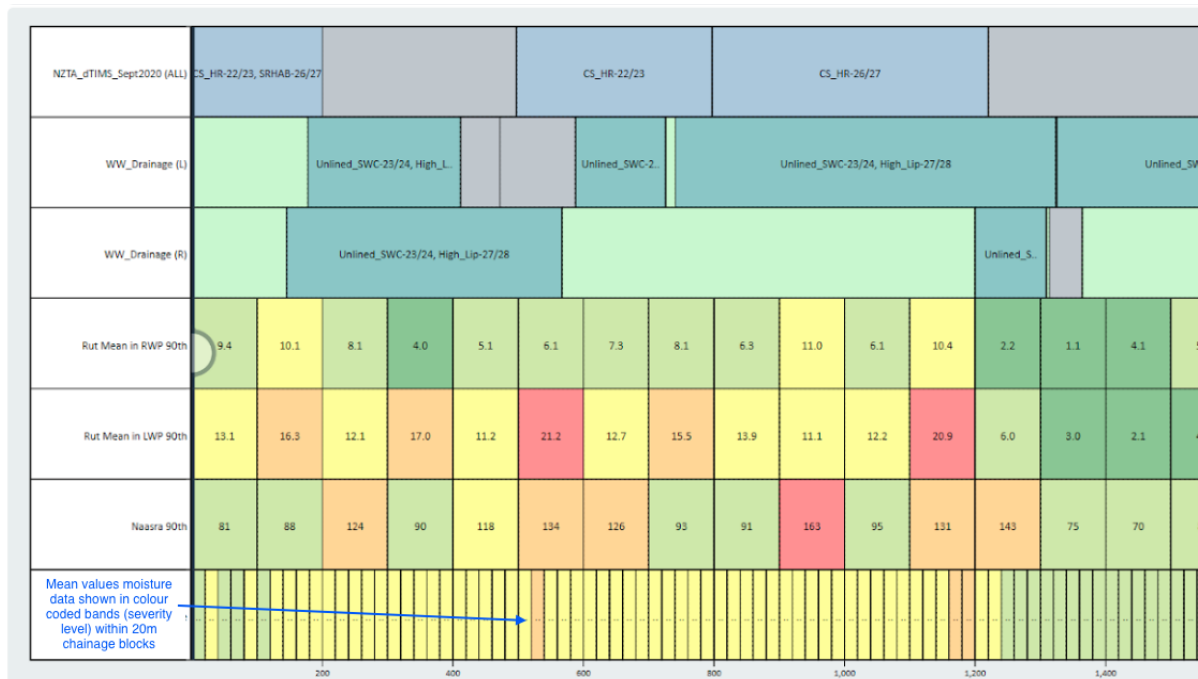 NZTA_dTIMS_Sept2020 (ALL)
CS_HR-22/23, SRHAB-26/27
CS_HR-22/23
CS_HR-26/27
WW_Drainage (L)
Unlined_SWC-23/24, High_L..
Unlined_SWC-2..
Unlined_SWC-23/24, High_Lip-27/28
WW_Drainage (R)
Unlined_SWC-23/24, High_Lip-27/28
Unlined_S..
Rut Mean in RWP 90th
9.4 10.1 8.1 4.0 5.1 6.1 7.3 8.1 6.3 11.0 6.1 10.4 2.2 1.1 4.1
Rut Mean in LWP 90th
13.1 16.3 12.1 17.0 11.2 21.2 12.7 15.5 13.9 11.1 12.2 20.9 6.0 3.0 2.1
Naasra 90th
81 88 124 90 118 134 126 93 91 163 95 131 143 75 70
Mean values moisture
data shown in colour
coded bands (severity
level) within 20m
chainage blocks
200 400 600 800 1,000 1,200 1,400